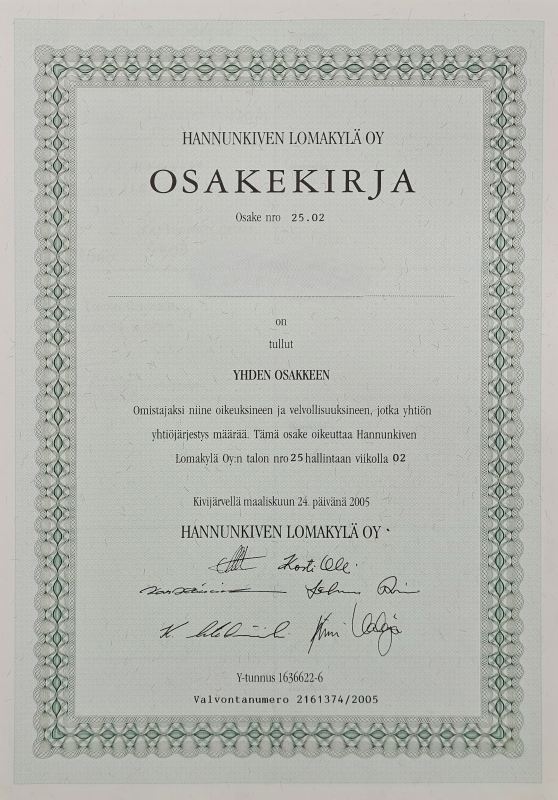 HANNUNKIVEN LOMAKYLÄ OY
OSAKEKIRJA
Osake nro 25.02
on
tullut
YHDEN OSAKKEEN
Omistajaksi niine oikeuksineen ja velvollisuuksineen, jotka yhtiön
yhtiöjärjestys määrää. Tämä osake oikeuttaa Hannunkiven
Lomakylä Oy:n talon nro 25 hallintaan viikolla 02
Kivijärvellä maaliskuun 24. päivänä 2005
HANNUNKIVEN LOMAKYLÄ OY
Y-tunnus 1636622-6
Valvontanumero 2161374/2005